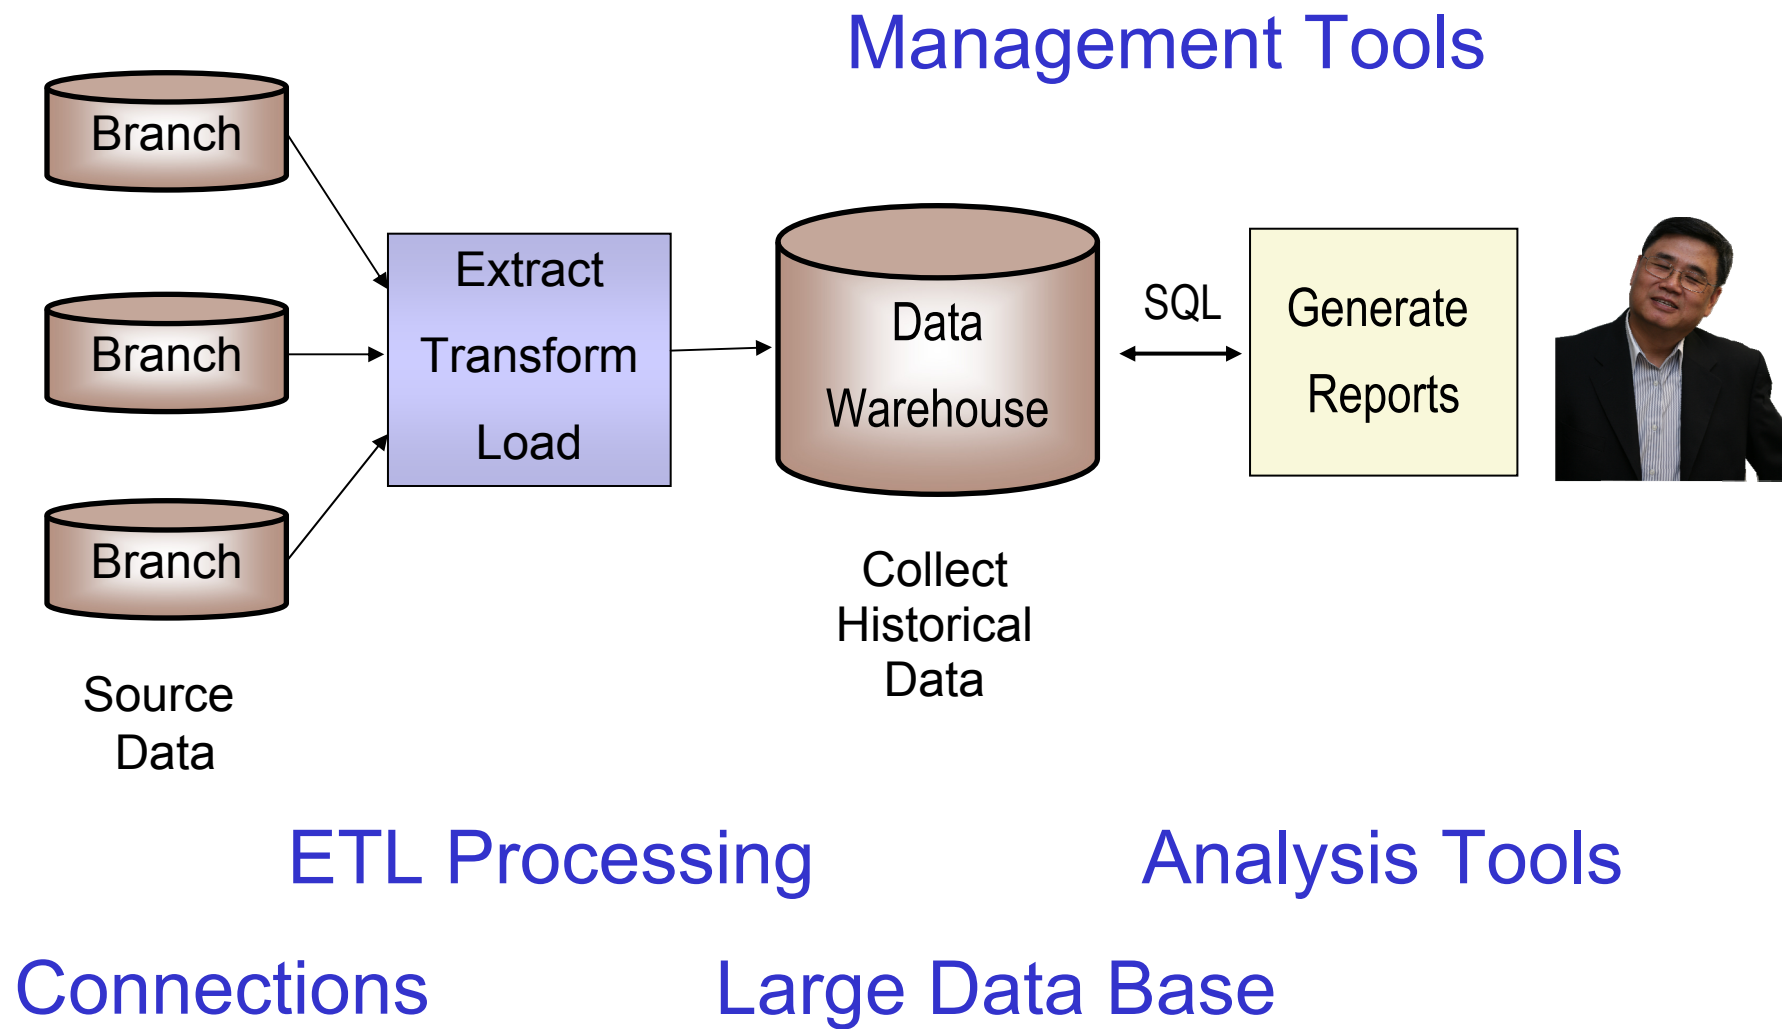 Management Tools
Branch
Branch
Branch
Source
Data
Extract
Transform
Load
Data
Warehouse
Collect
Historical
Data
SQL
Generate
Reports
ETL Processing
Analysis Tools
Connections
Large Data Base